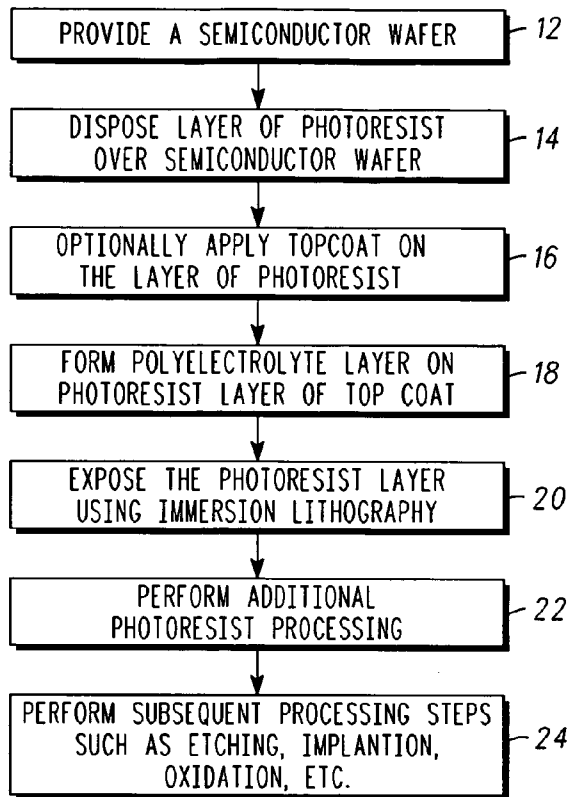 PROVIDE A SEMICONDUCTOR WAFER
12
DISPOSE LAYER OF PHOTORESIST
OVER SEMICONDUCTOR WAFER
14
OPTIONALLY APPLY TOPCOAT ON
THE LAYER OF PHOTORESIST
16
FORM POLYELECTROLYTE LAYER ON
PHOTORESIST LAYER OF TOP COAT
18
EXPOSE THE PHOTORESIST LAYER
USING IMMERSION LITHOGRAPHY
20
PERFORM ADDITIONAL
PHOTORESIST PROCESSING
22
PERFORM SUBSEQUENT PROCESSING STEPS
SUCH AS ETCHING, IMPLANTION,
OXIDATION, ETC.
24